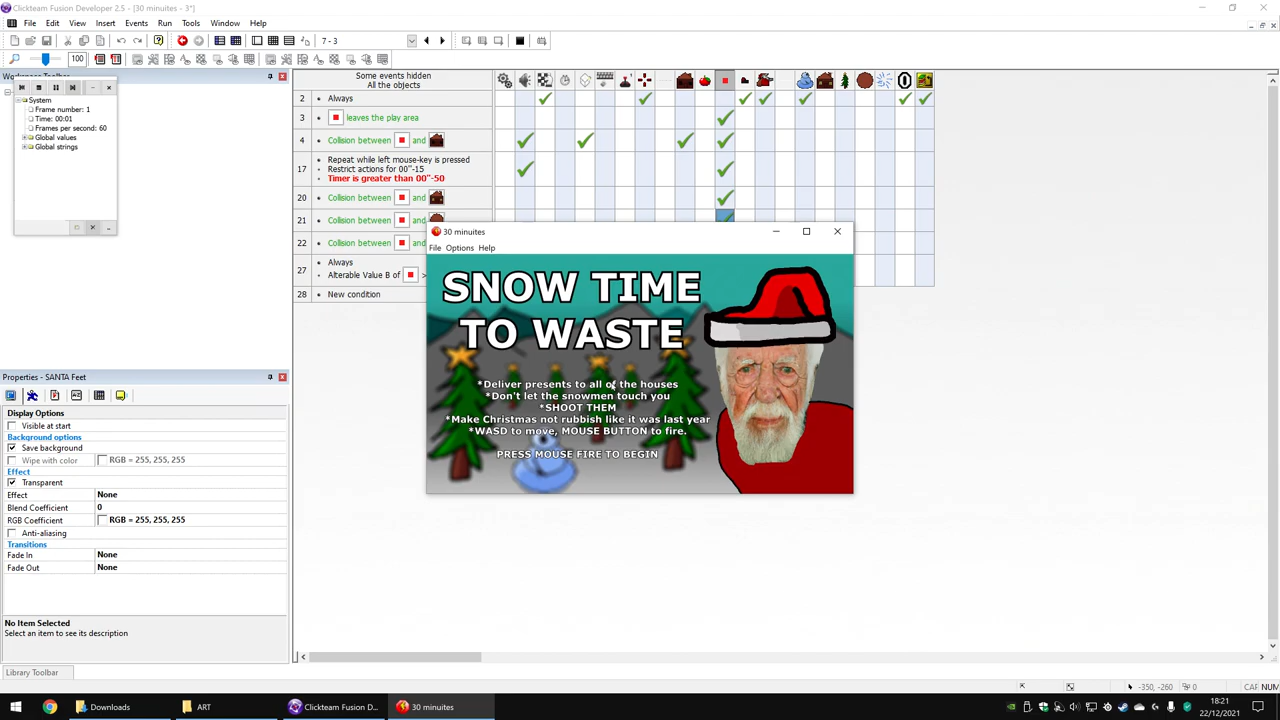 Clickteam Fusion Developer 2.5 - [30 minuites - 3*]
File Edit View Insert Events Run Tools Window Help
7 - 3
100
Workspace Toolbar
System
Frame number: 1
Time: 00:01
Frames per second: 60
Global values
Global strings
Some events hidden
All the objects
2 Always
3 leaves the play area
4 Collision between and
17 Repeat while left mouse-key is pressed
Restrict actions for 00"-15
Timer is greater than 00"-50
20 Collision between and
21 Collision between and
22 Collision between and
27 Always
Alterable Value B of >
28 New condition
30 minuites
File Options Help
SNOW TIME
TO WASTE
*Deliver presents to all of the houses
*Don't let the snowmen touch you
*SHOOT THEM
*Make Christmas not rubbish like it was last year
*WASD to move, MOUSE BUTTON to fire.
PRESS MOUSE FIRE TO BEGIN
Properties - SANTA Feet
Display Options
Visible at start
Background options
Save background
Wipe with color RGB = 255, 255, 255
Effect
Transparent
Effect None
Blend Coefficient 0
RGB Coefficient RGB = 255, 255, 255
Anti-aliasing
Transitions
Fade In None
Fade Out None
No Item Selected
Select an item to see its description
Library Toolbar
-350, -260 0 CAP NUM
Downloads ART Clickteam Fusion D... 30 minuites
18:21
22/12/2021